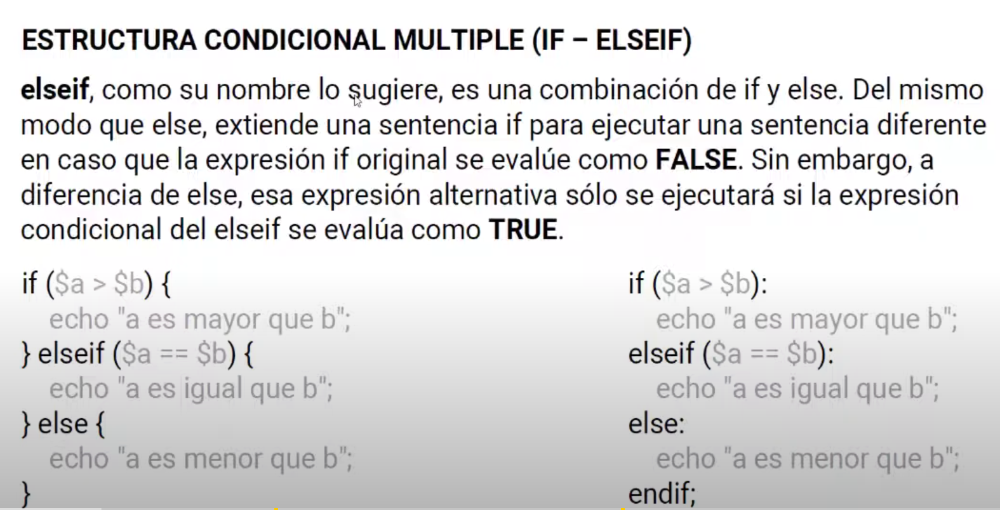 ESTRUCTURA CONDICIONAL MULTIPLE (IF – ELSEIF)
elseif, como su nombre lo sugiere, es una combinación de if y else. Del mismo
modo que else, extiende una sentencia if para ejecutar una sentencia diferente
en caso que la expresión if original se evalúe como FALSE. Sin embargo, a
diferencia de else, esa expresión alternativa sólo se ejecutará si la expresión
condicional del elseif se evalúa como TRUE.
if ($a > $b) {
echo "a es mayor que b";
} elseif ($a == $b) {
echo "a es igual que b";
} else {
echo "a es menor que b";
}
if ($a > $b):
echo "a es mayor que b";
elseif ($a == $b):
echo "a es igual que b";
else:
echo "a es menor que b";
endif;